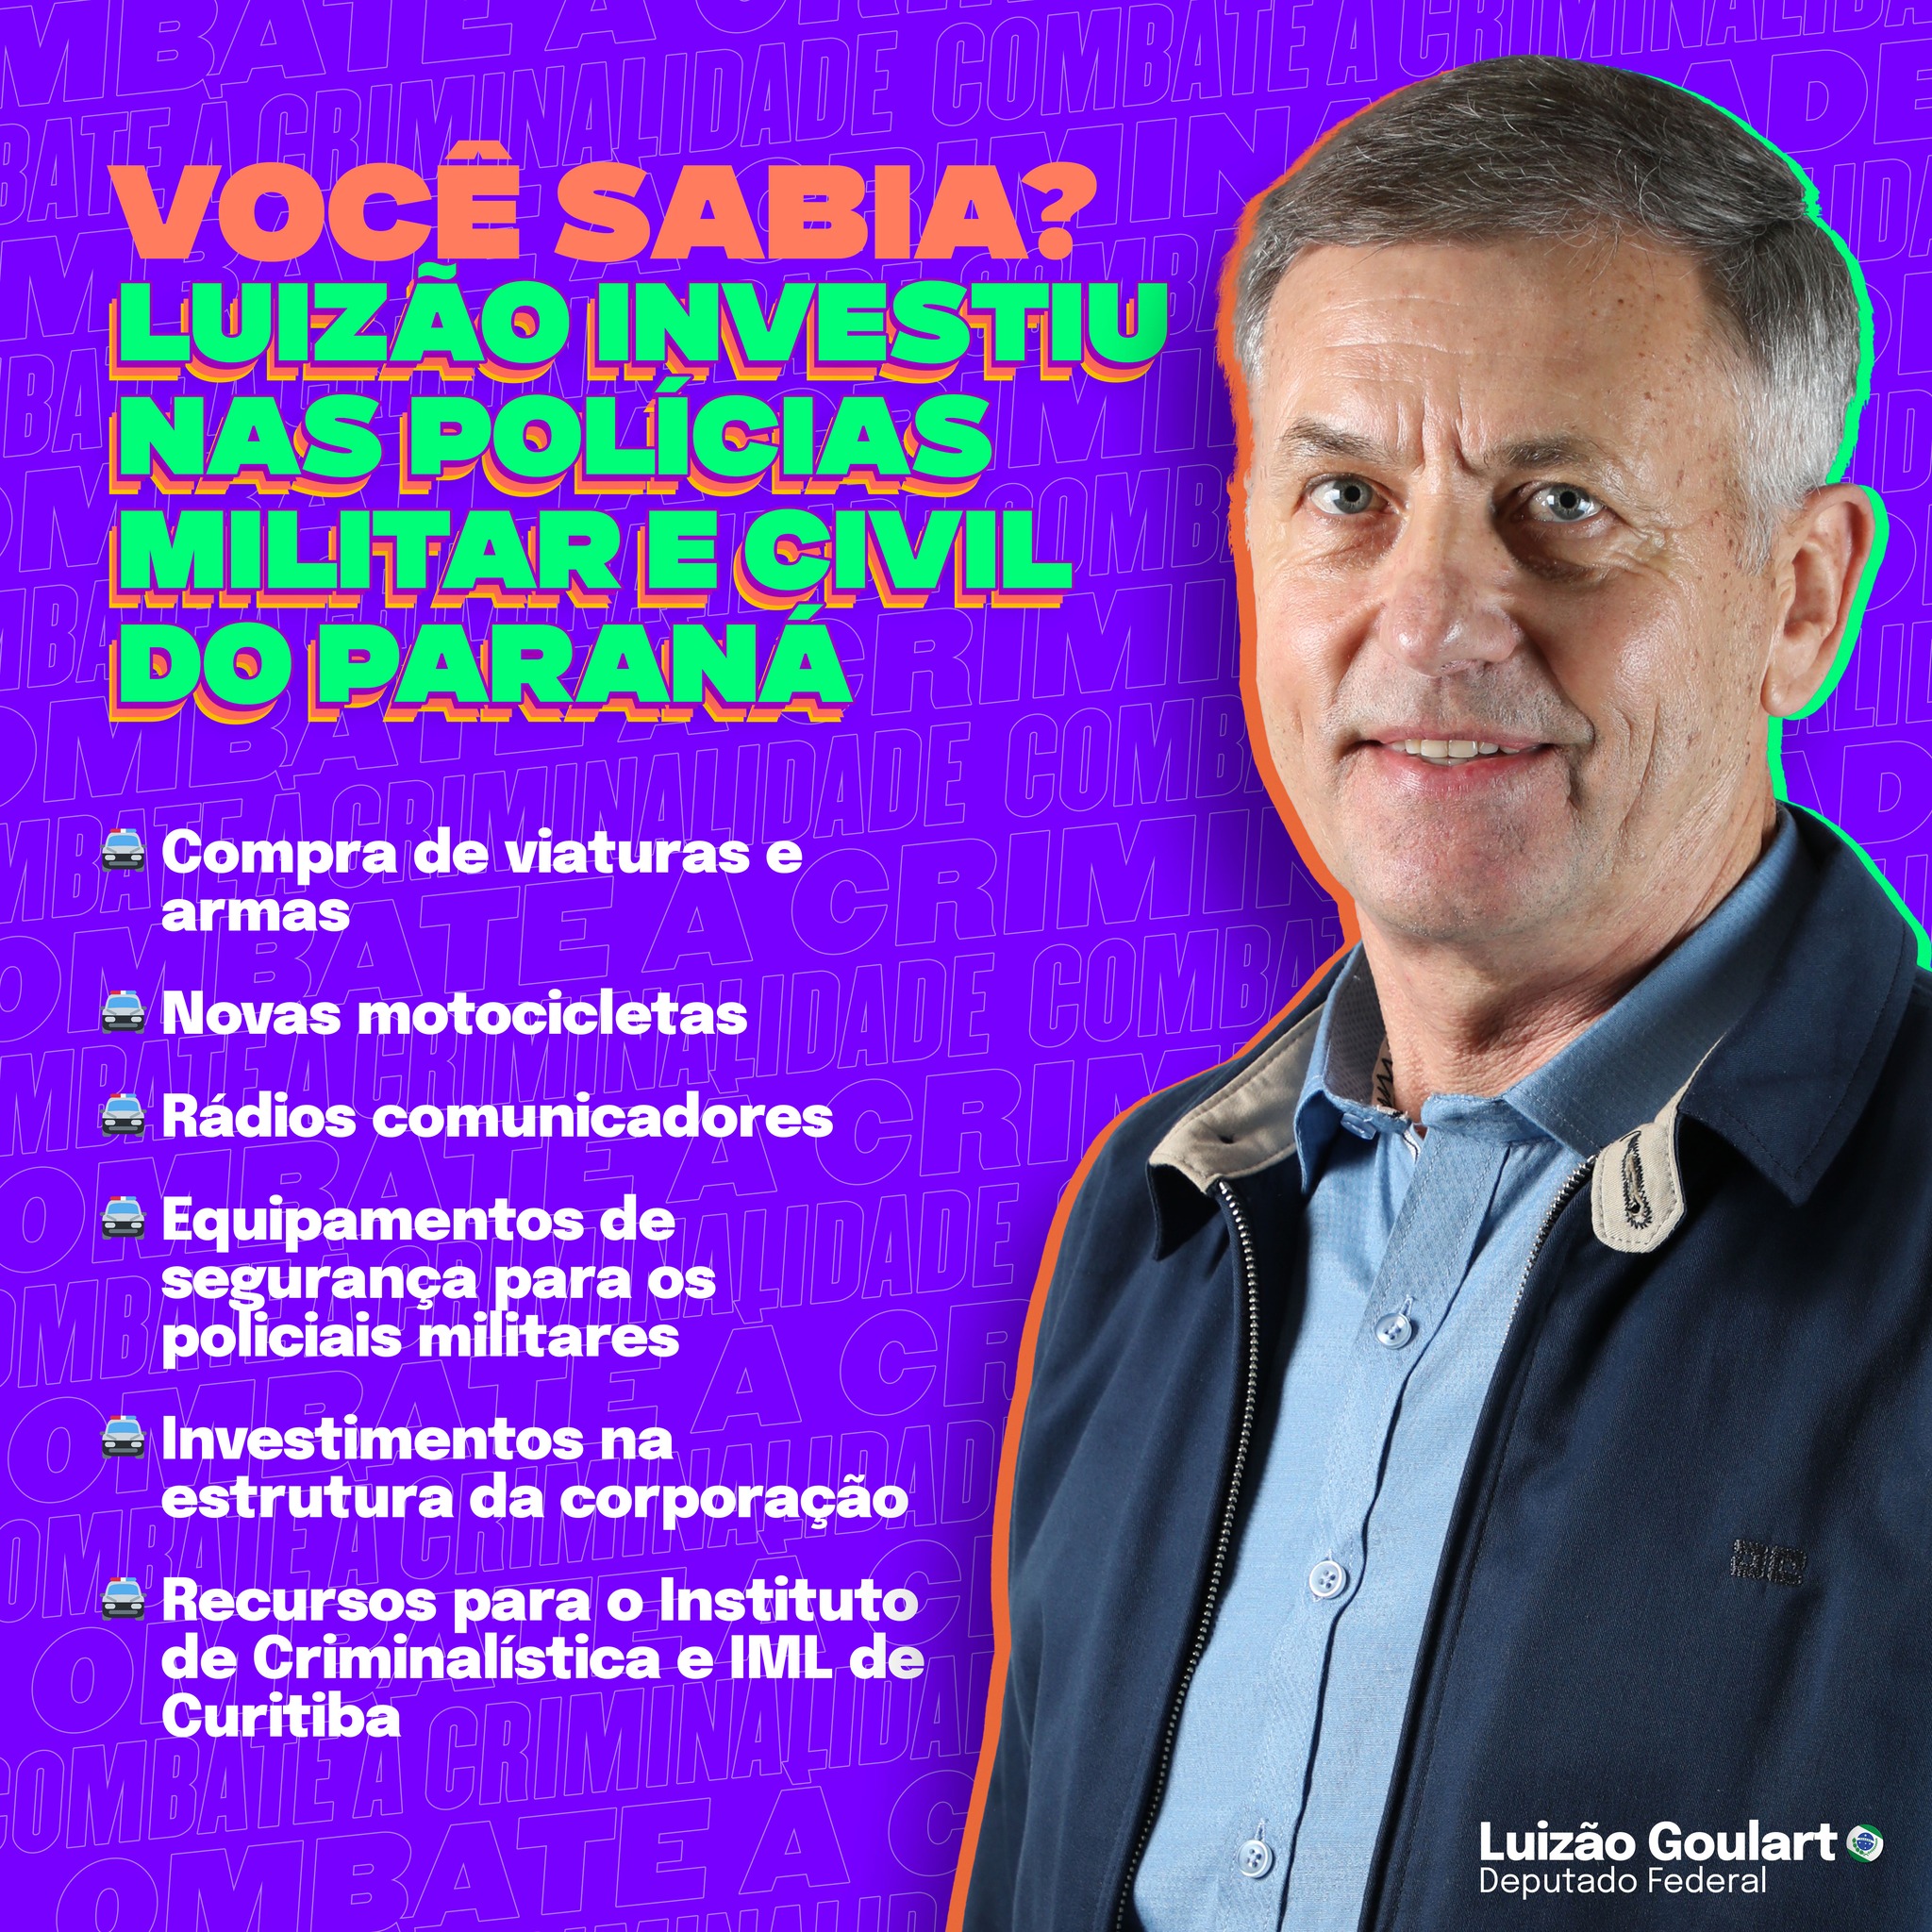 VOCÊ SABIA?
LUIZÃO INVESTIU
NAS POLÍCIAS
MILITAR E CIVIL
DO PARANÁ
Compra de viaturas e
armas
Novas motocicletas
Rádios comunicadores
Equipamentos de
segurança para os
policiais militares
Investimentos na
estrutura da corporação
Recursos para o Instituto
de Criminalística e IML de
Curitiba
Luizão Goulart
Deputado Federal
COMBATE À CRIMINALIDADE